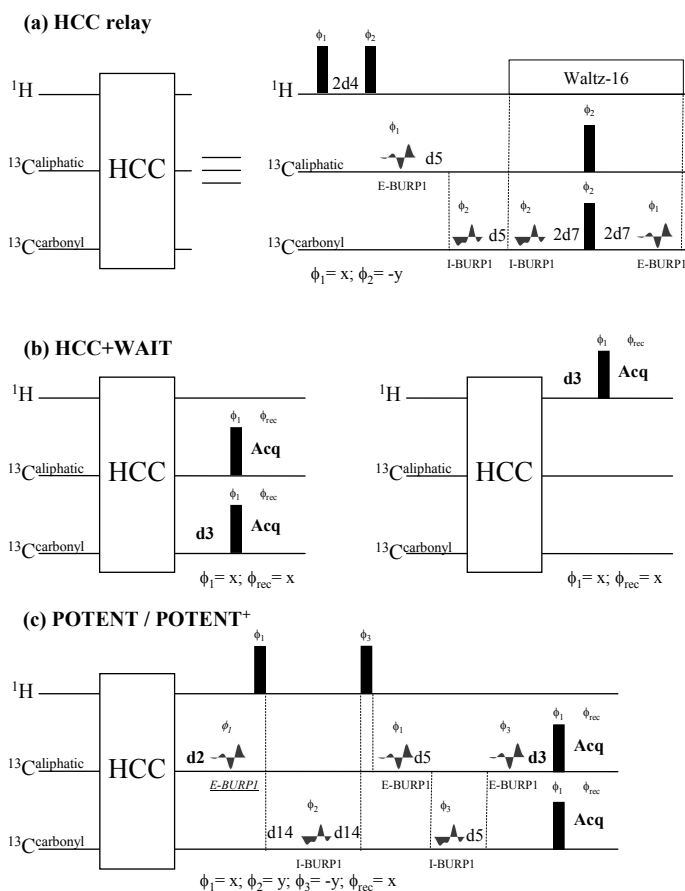 (a) HCC relay
ϕ₁ ϕ₂
¹H 2d4 Waltz-16
ϕ₁ ϕ₂
¹³Cᵃˡⁱᵖʰᵃᵗⁱᶜ HCC d5
E-BURP1
ϕ₂ ϕ₂ ϕ₂ ϕ₁
¹³Cᶜᵃʳᵇᵒⁿʸˡ d5 2d7 2d7
I-BURP1 I-BURP1 E-BURP1
ϕ₁= x; ϕ₂= -y
(b) HCC+WAIT
ϕ₁ ϕrec
¹H d3 Acq
ϕ₁ ϕrec
¹³Cᵃˡⁱᵖʰᵃᵗⁱᶜ HCC Acq ¹³Cᵃˡⁱᵖʰᵃᵗⁱᶜ HCC
ϕ₁ ϕrec
¹³Cᶜᵃʳᵇᵒⁿʸˡ d3 Acq ¹³Cᶜᵃʳᵇᵒⁿʸˡ
ϕ₁= x; ϕrec= x ϕ₁= x; ϕrec= x
(c) POTENT / POTENT⁺
ϕ₁ ϕ₃
¹H
ϕ₁ ϕ₁ ϕ₃ ϕ₁ ϕrec
¹³Cᵃˡⁱᵖʰᵃᵗⁱᶜ HCC d2 d5 d3 Acq
E-BURP1 E-BURP1 E-BURP1
ϕ₂ ϕ₃ ϕ₁ ϕrec
¹³Cᶜᵃʳᵇᵒⁿʸˡ d14 d14 d5 Acq
I-BURP1 I-BURP1
ϕ₁= x; ϕ₂= y; ϕ₃= -y; ϕrec= x